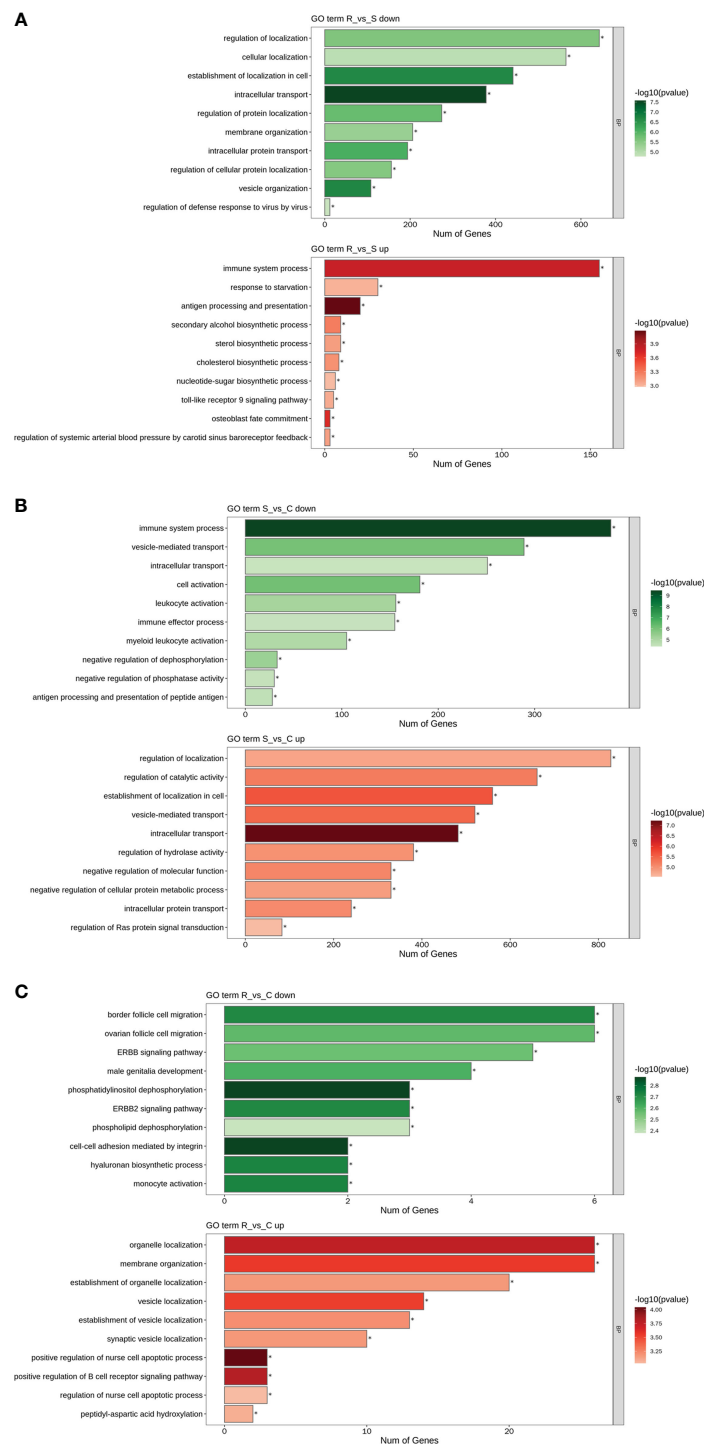 A
GO term R_vs_S down
regulation of localization
cellular localization
establishment of localization in cell
intracellular transport
regulation of protein localization
membrane organization
intracellular protein transport
regulation of cellular protein localization
vesicle organization
regulation of defense response to virus by virus
* * * * * * * * * *
BP
-log10(pvalue)
7.5
7.0
6.5
6.0
5.5
5.0
0 200 400 600
Num of Genes
GO term R_vs_S up
immune system process
response to starvation
antigen processing and presentation
secondary alcohol biosynthetic process
sterol biosynthetic process
cholesterol biosynthetic process
nucleotide-sugar biosynthetic process
toll-like receptor 9 signaling pathway
osteoblast fate commitment
regulation of systemic arterial blood pressure by carotid sinus baroreceptor feedback
* * * * * * * * * *
BP
-log10(pvalue)
3.9
3.6
3.3
3.0
0 50 100 150
Num of Genes
B
GO term S_vs_C down
immune system process
vesicle-mediated transport
intracellular transport
cell activation
leukocyte activation
immune effector process
myeloid leukocyte activation
negative regulation of dephosphorylation
negative regulation of phosphatase activity
antigen processing and presentation of peptide antigen
* * * * * * * * * *
BP
-log10(pvalue)
9
8
7
6
5
0 100 200 300
Num of Genes
GO term S_vs_C up
regulation of localization
regulation of catalytic activity
establishment of localization in cell
vesicle-mediated transport
intracellular transport
regulation of hydrolase activity
negative regulation of molecular function
negative regulation of cellular protein metabolic process
intracellular protein transport
regulation of Ras protein signal transduction
* * * * * * * * * *
BP
-log10(pvalue)
7.0
6.5
6.0
5.5
5.0
0 200 400 600 800
Num of Genes
C
GO term R_vs_C down
border follicle cell migration
ovarian follicle cell migration
ERBB signaling pathway
male genitalia development
phosphatidylinositol dephosphorylation
ERBB2 signaling pathway
phospholipid dephosphorylation
cell-cell adhesion mediated by integrin
hyaluronan biosynthetic process
monocyte activation
* * * * * * * * * *
BP
-log10(pvalue)
2.8
2.7
2.6
2.5
2.4
0 2 4 6
Num of Genes
GO term R_vs_C up
organelle localization
membrane organization
establishment of organelle localization
vesicle localization
establishment of vesicle localization
synaptic vesicle localization
positive regulation of nurse cell apoptotic process
positive regulation of B cell receptor signaling pathway
regulation of nurse cell apoptotic process
peptidyl-aspartic acid hydroxylation
* * * * * * * * * *
BP
-log10(pvalue)
4.00
3.75
3.50
3.25
0 10 20
Num of Genes